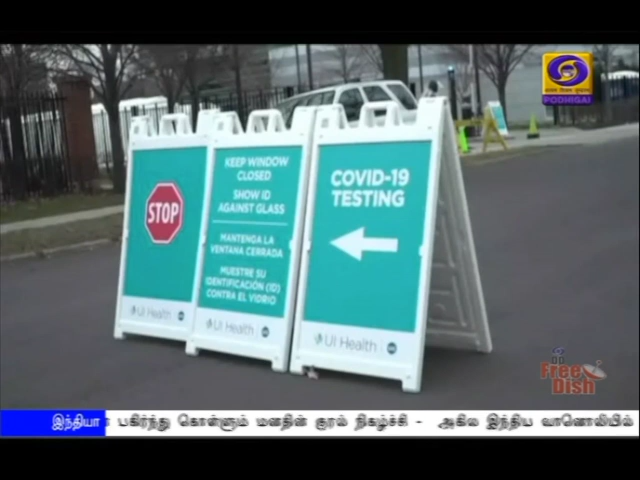 PODHIGAI
STOP
UI Health
KEEP WINDOW
CLOSED
SHOW ID
AGAINST GLASS
MANTENGA LA
VENTANA CERRADA
MUESTRE SU
IDENTIFICACIÓN (ID)
CONTRA EL VIDRIO
UI Health
COVID-19
TESTING
UI Health
DD
Free
Dish
இந்தியா பகிர்ந்து கொள்ளும் மனதின் குரல் நிகழ்ச்சி - அகில இந்திய வானொலியில்